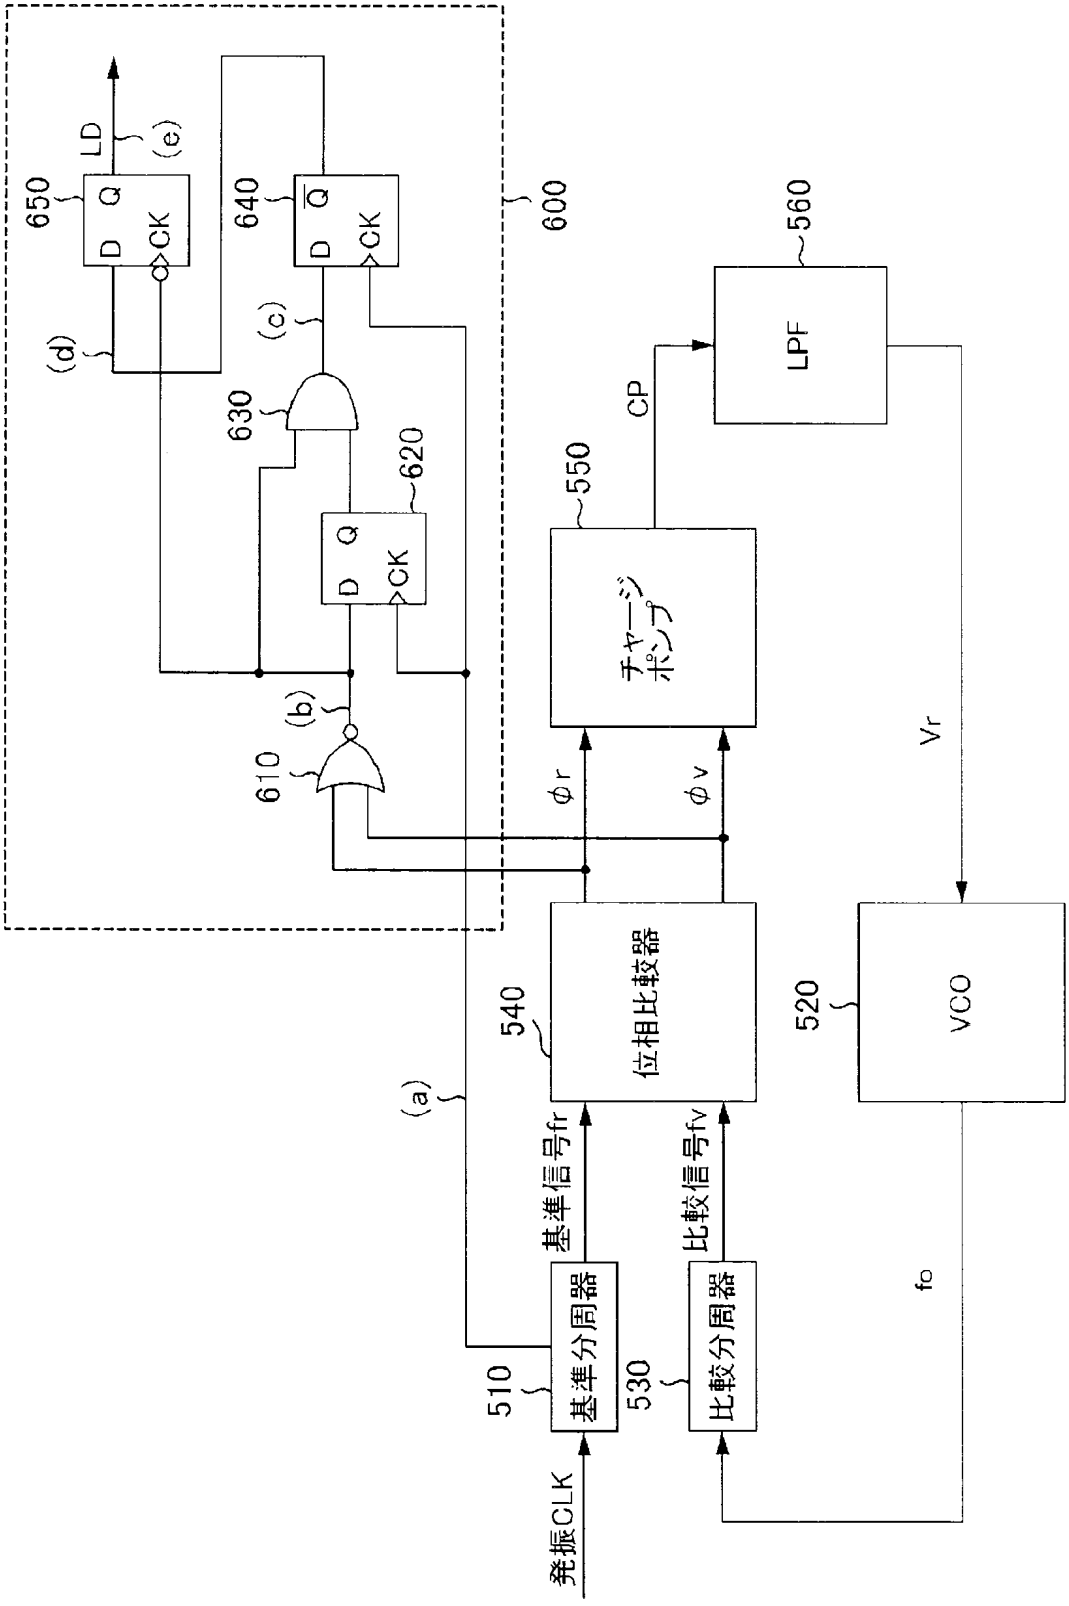 発振CLK
510
基準分周器
基準信号fr
530
比較分周器
比較信号fv
(a)
540
位相比較器
φr
φv
550
チャージ
ポンプ
CP
560
LPF
Vr
520
VCO
fo
600
610
(b)
620
D
Q
CK
630
(c)
640
D
Q̅
CK
(d)
650
D
Q
CK
LD
(e)